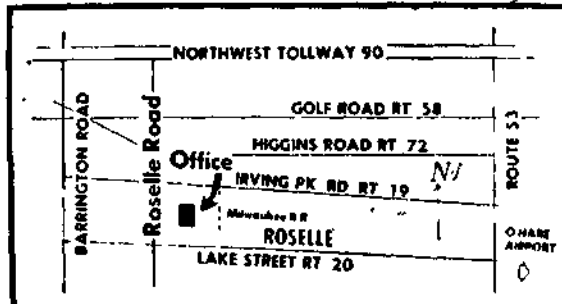 NORTHWEST TOLLWAY 90
GOLF ROAD RT 58
HIGGINS ROAD RT 72
Office
IRVING PK RD RT 19
Milwaukee R R
ROSELLE
LAKE STREET RT 20
BARRINGTON ROAD
Roselle Road
ROUTE 53
O HARE
AIRPORT